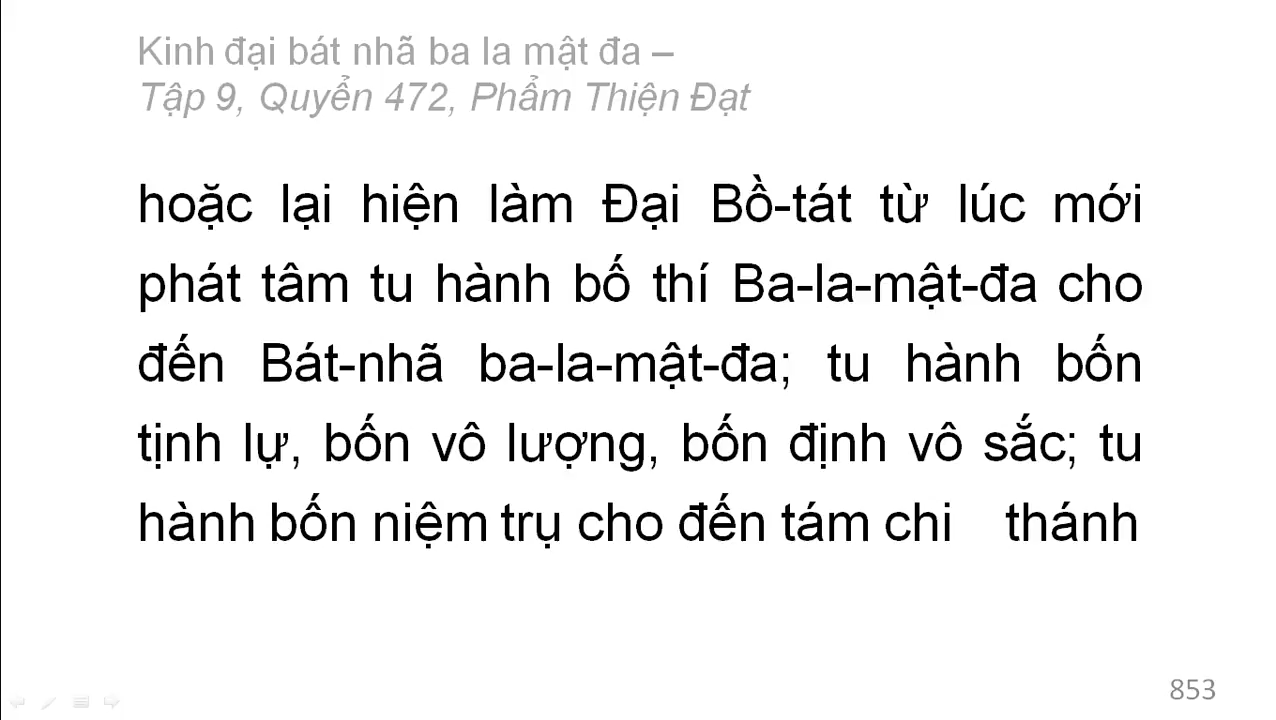 Kinh đại bát nhã ba la mật đa –
Tập 9, Quyển 472, Phẩm Thiện Đạt
hoặc lại hiện làm Đại Bồ-tát từ lúc mới
phát tâm tu hành bố thí Ba-la-mật-đa cho
đến Bát-nhã ba-la-mật-đa; tu hành bốn
tịnh lự, bốn vô lượng, bốn định vô sắc; tu
hành bốn niệm trụ cho đến tám chi thánh
853